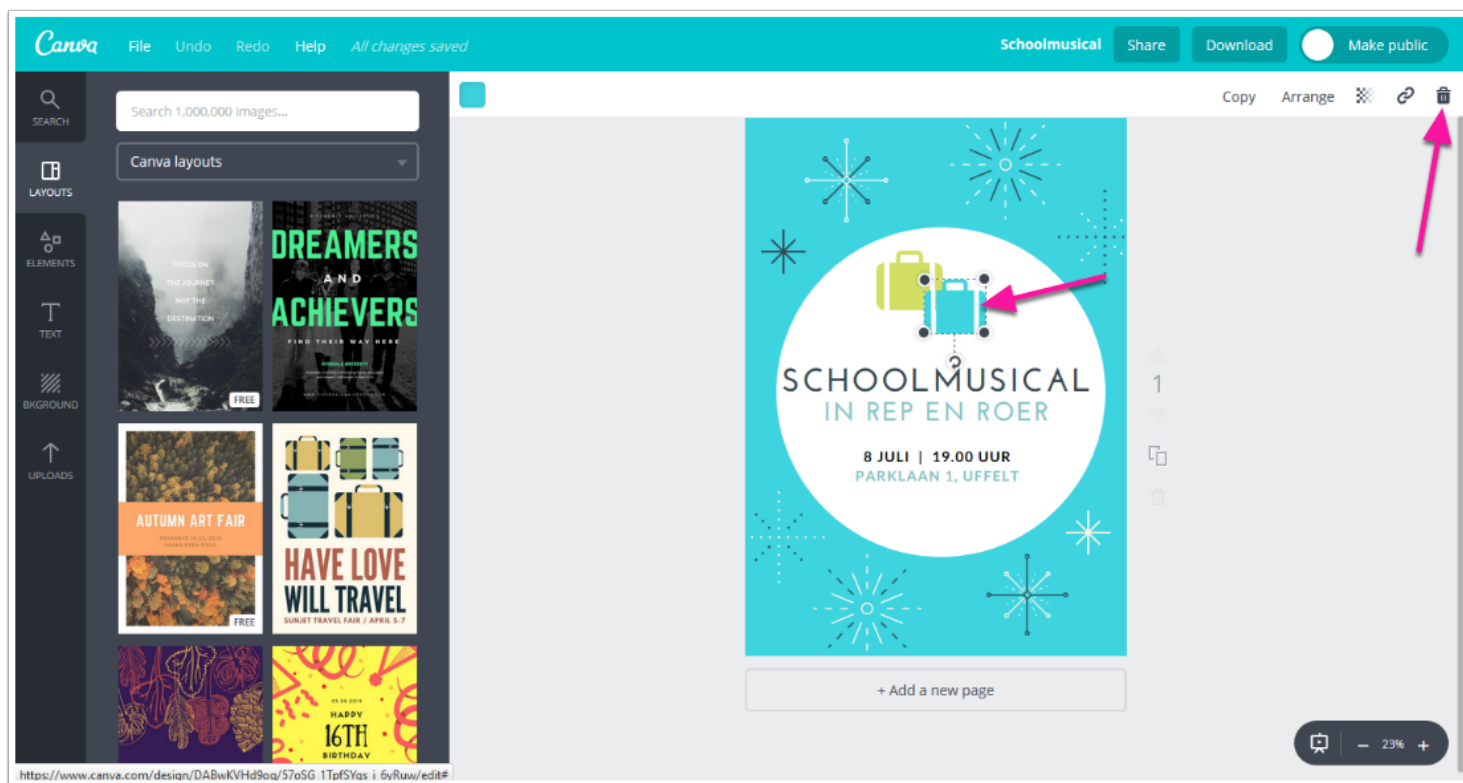 Canva File Undo Redo Help All changes saved Schoolmusical Share Download Make public
SEARCH
LAYOUTS
ELEMENTS
TEXT
BKGROUND
UPLOADS
Search 1,000,000 images...
Canva layouts
FOCUS ON
THE JOURNEY
NOT THE
DESTINATION
FREE
DREAMERS
AND
ACHIEVERS
FIND THEIR WAY HERE
AUTUMN ART FAIR
FREE
HAVE LOVE
WILL TRAVEL
SUNJET TRAVEL FAIR / APRIL 5-7
HAPPY
16TH
BIRTHDAY
Copy Arrange
SCHOOLMUSICAL
IN REP EN ROER
8 JULI | 19.00 UUR
PARKLAAN 1, UFFELT
1
+ Add a new page
– 23% +